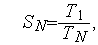 S_N = T_1 / T_N ,